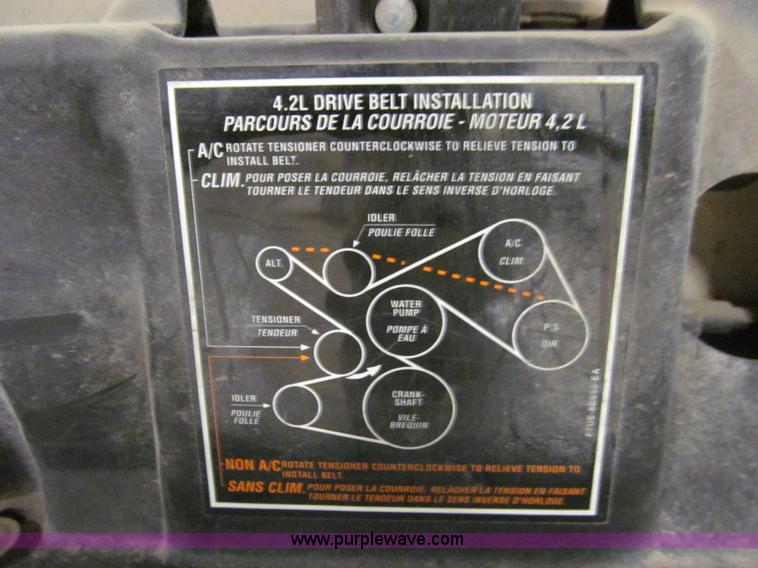 4.2L DRIVE BELT INSTALLATION
PARCOURS DE LA COURROIE - MOTEUR 4,2 L
A/C ROTATE TENSIONER COUNTERCLOCKWISE TO RELIEVE TENSION TO
INSTALL BELT.
CLIM. POUR POSER LA COURROIE, RELÂCHER LA TENSION EN FAISANT
TOURNER LE TENDEUR DANS LE SENS INVERSE D'HORLOGE.
IDLER
POULIE FOLLE
A/C
CLIM.
ALT.
WATER
PUMP
POMPE À
EAU
P/S
DIR.
TENSIONER
TENDEUR
IDLER
POULIE
FOLLE
CRANK-
SHAFT
VILE-
BREQUIN
NON A/C ROTATE TENSIONER COUNTERCLOCKWISE TO RELIEVE TENSION TO
INSTALL BELT.
SANS CLIM. POUR POSER LA COURROIE, RELÂCHER LA TENSION EN FAISANT
TOURNER LE TENDEUR DANS LE SENS INVERSE D'HORLOGE.
www.purplewave.com